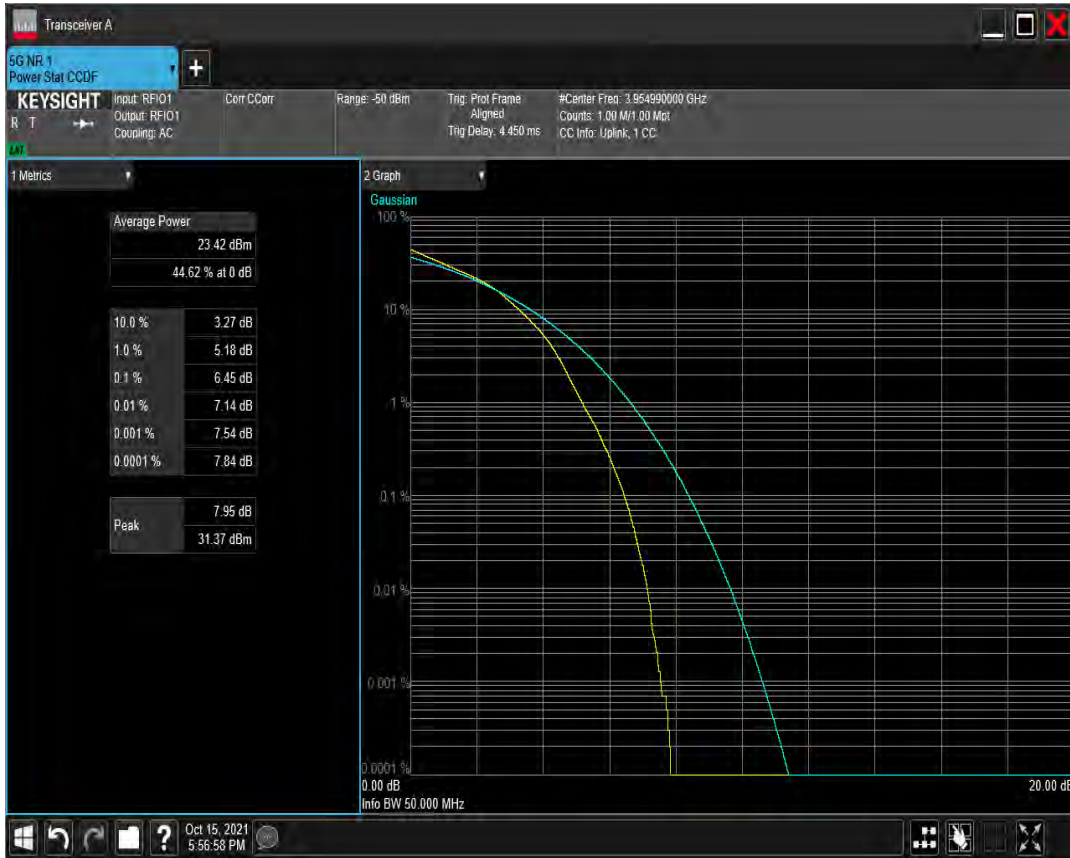 Transceiver A
5G NR 1
Power Stat CCDF
+
KEYSIGHT
R T
Input: RFIO1
Output: RFIO1
Coupling: AC
Corr CCorr
Range: -50 dBm
Trig: Prot Frame
Aligned
Trig Delay: 4.450 ms
#Center Freq: 3.954990000 GHz
Counts: 1.00 M/1.00 Mpt
CC Info: Uplink, 1 CC
1 Metrics
Average Power
23.42 dBm
44.62 % at 0 dB
10.0 % 3.27 dB
1.0 % 5.18 dB
0.1 % 6.45 dB
0.01 % 7.14 dB
0.001 % 7.54 dB
0.0001 % 7.84 dB
Peak
7.95 dB
31.37 dBm
2 Graph
Gaussian
100 %
10 %
1 %
0.1 %
0.01 %
0.001 %
0.0001 %
0.00 dB
20.00 dB
Info BW 50.000 MHz
?
Oct 15, 2021
5:56:58 PM